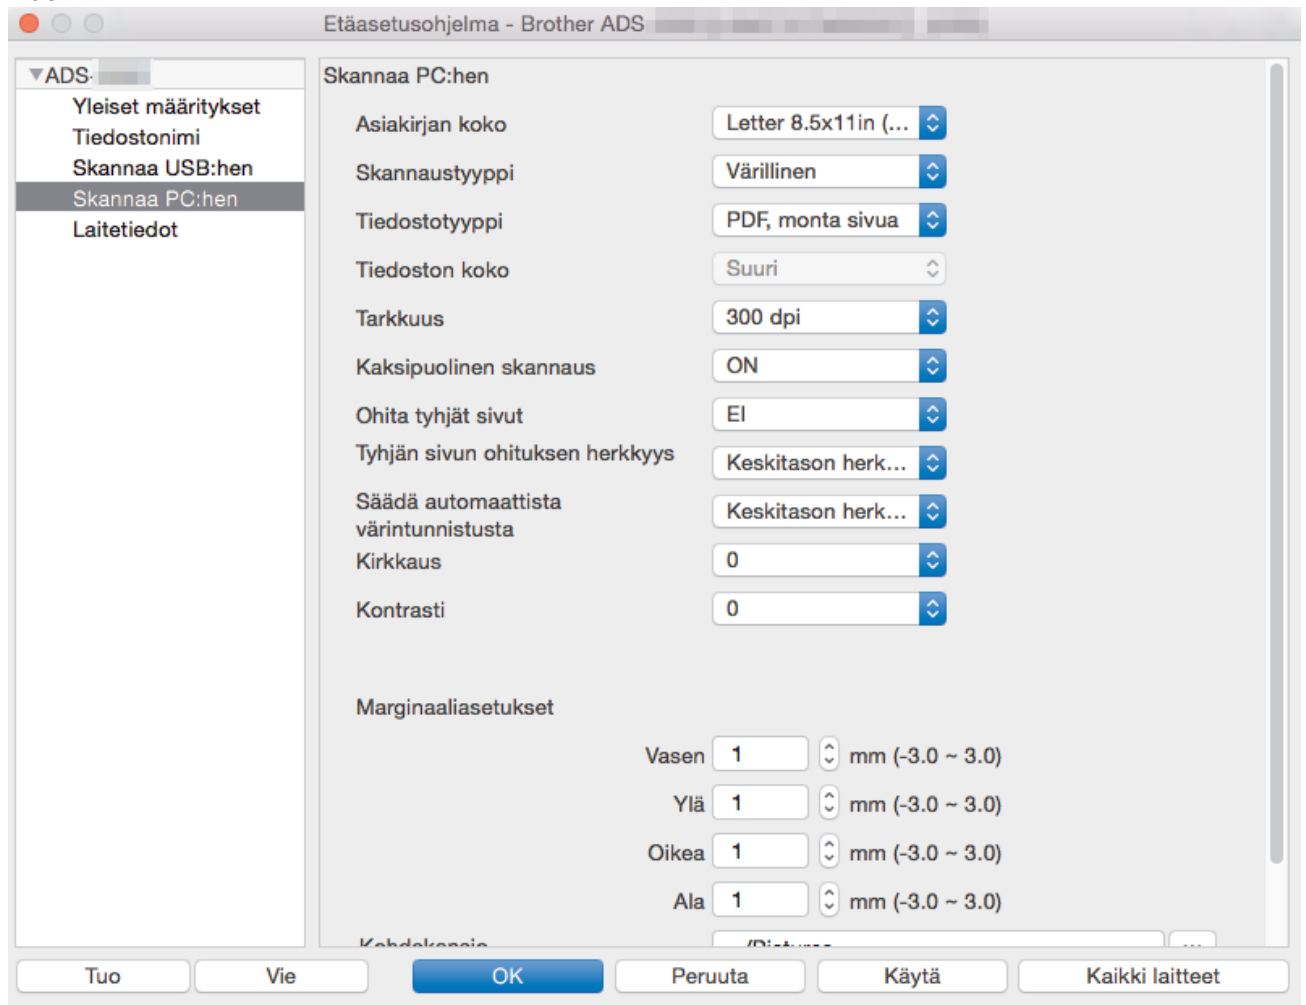 Etäasetusohjelma - Brother ADS
ADS-
Yleiset määritykset
Tiedostonimi
Skannaa USB:hen
Skannaa PC:hen
Laitetiedot
Skannaa PC:hen
Asiakirjan koko Letter 8.5x11in (...
Skannaustyyppi Värillinen
Tiedostotyyppi PDF, monta sivua
Tiedoston koko Suuri
Tarkkuus 300 dpi
Kaksipuolinen skannaus ON
Ohita tyhjät sivut EI
Tyhjän sivun ohituksen herkkyys Keskitason herk...
Säädä automaattista
värintunnistusta Keskitason herk...
Kirkkaus 0
Kontrasti 0
Marginaaliasetukset
Vasen 1 mm (-3.0 ~ 3.0)
Ylä 1 mm (-3.0 ~ 3.0)
Oikea 1 mm (-3.0 ~ 3.0)
Ala 1 mm (-3.0 ~ 3.0)
Kohdekansio /Pictures ...
Tuo Vie OK Peruuta Käytä Kaikki laitteet